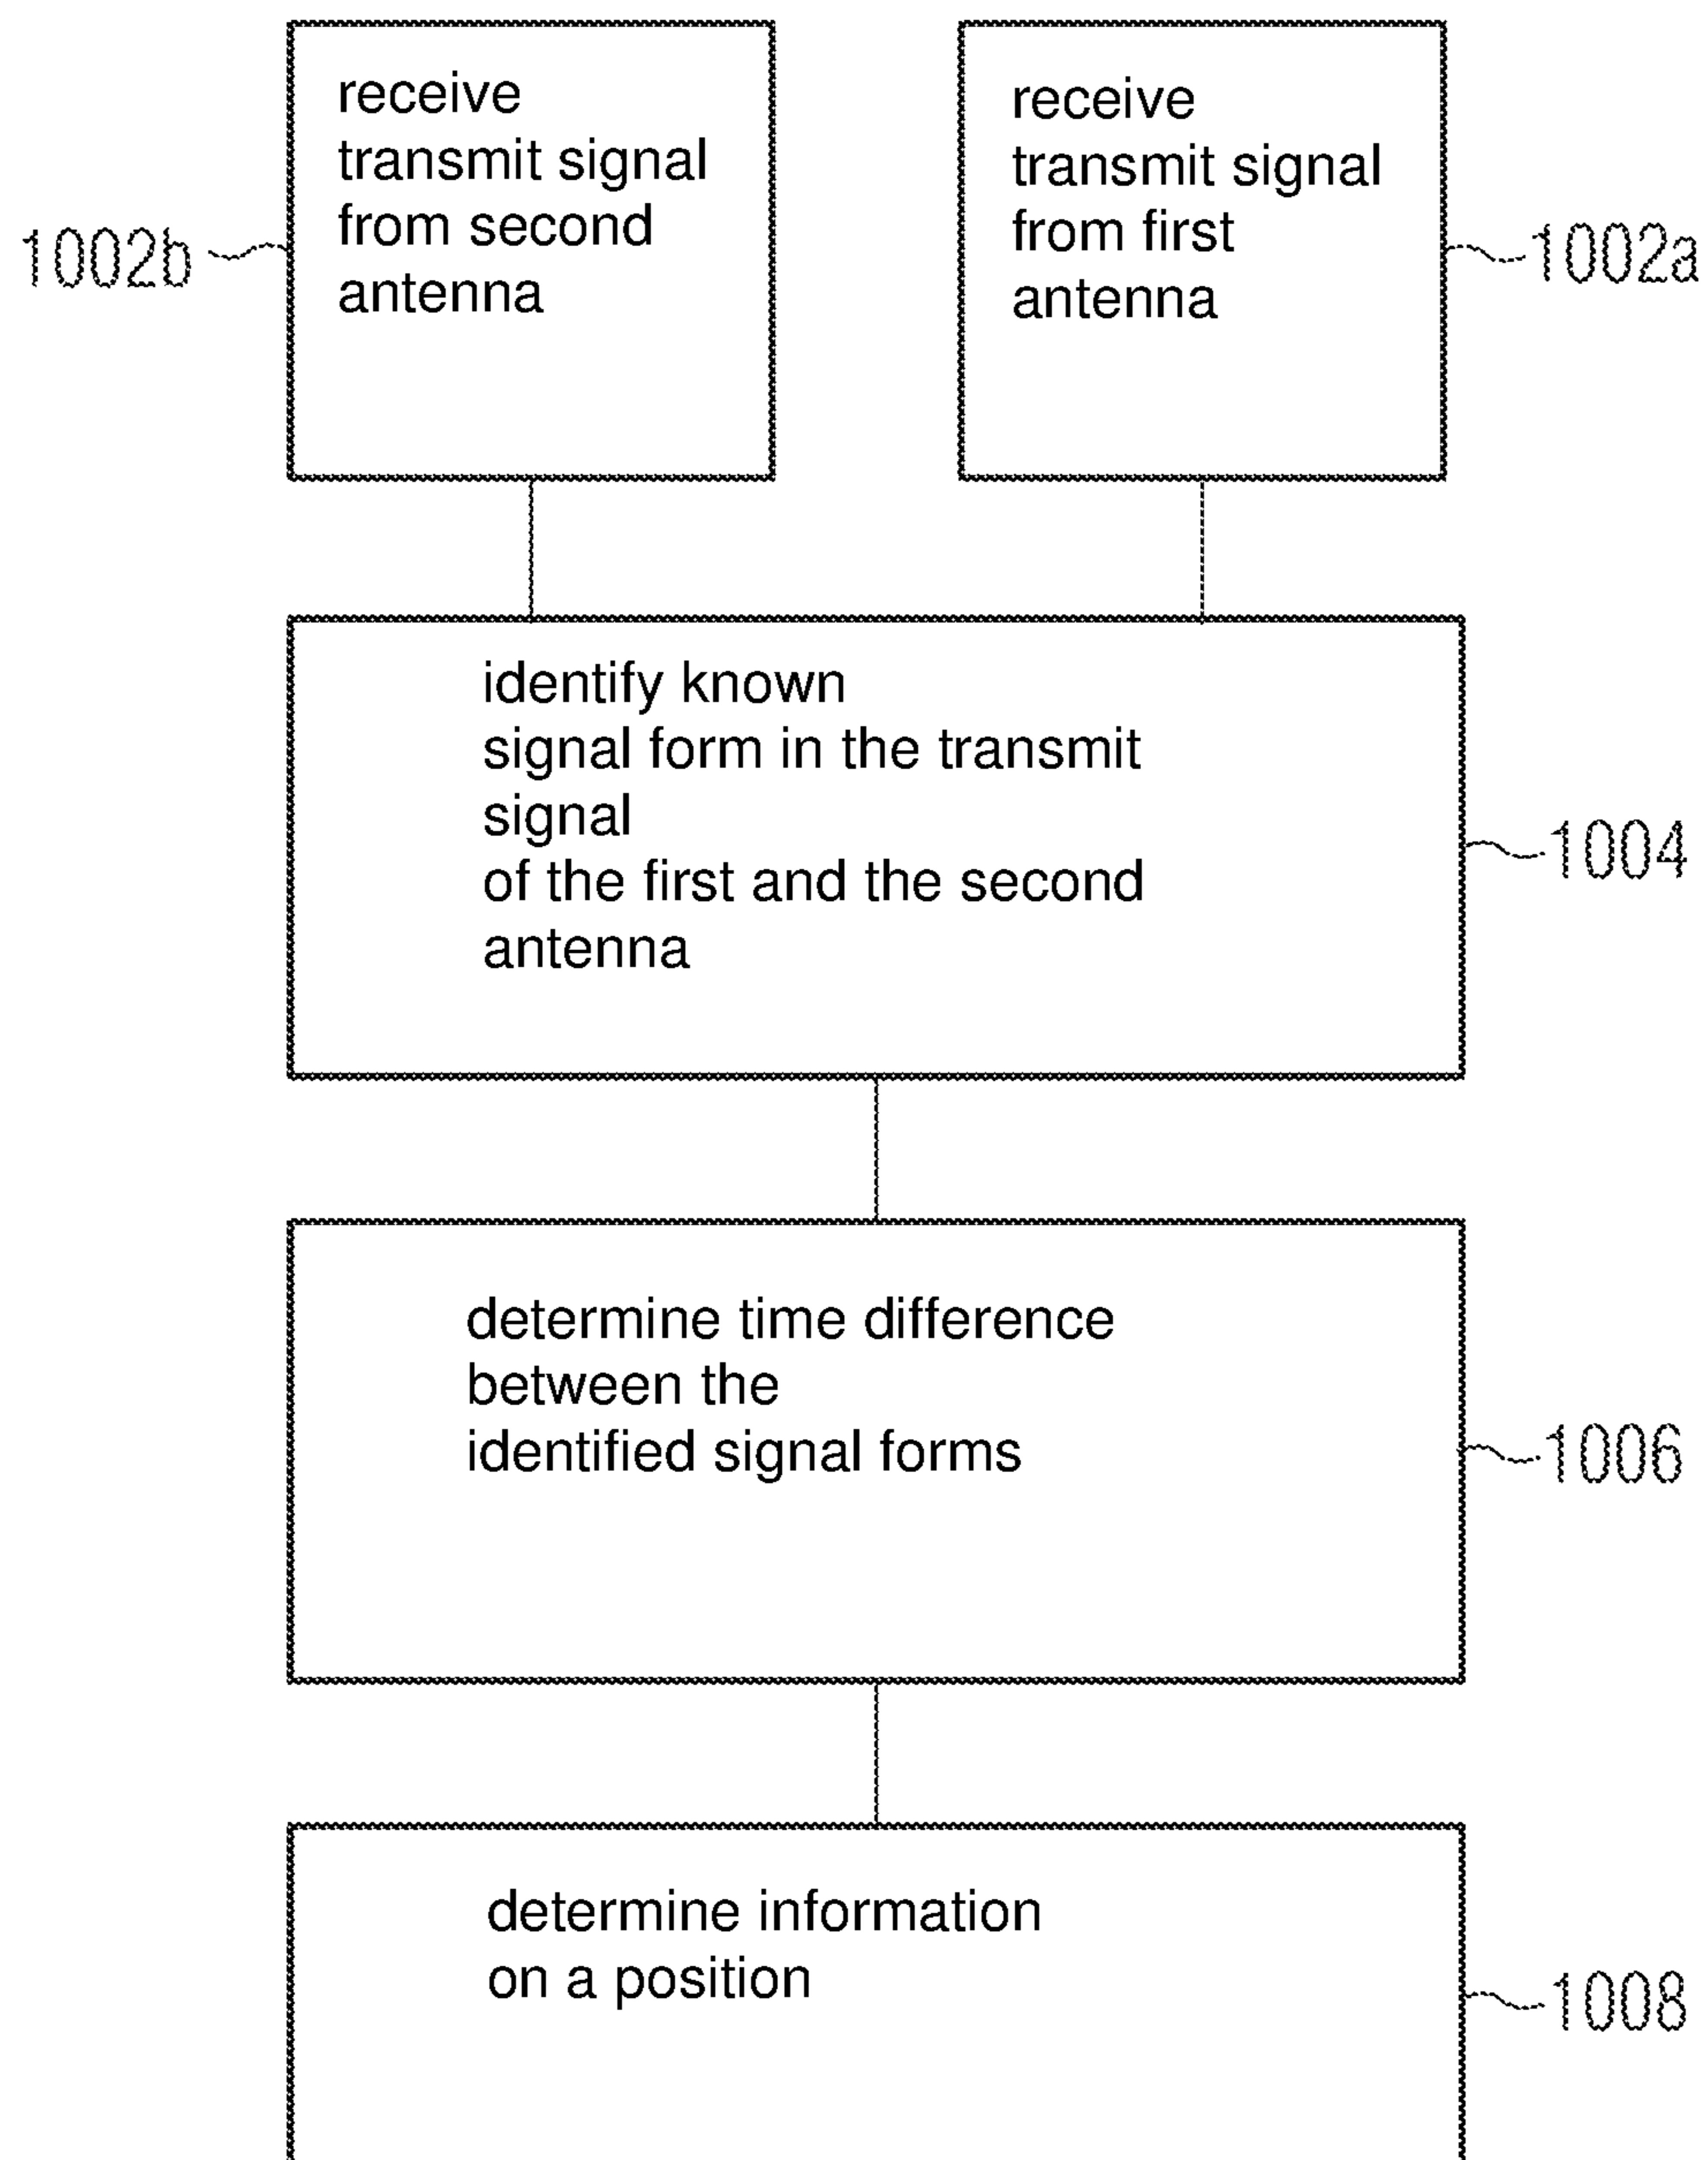 receive
transmit signal
from second
antenna
1002b
receive
transmit signal
from first
antenna
1002a
identify known
signal form in the transmit
signal
of the first and the second
antenna
1004
determine time difference
between the
identified signal forms
1006
determine information
on a position
1008